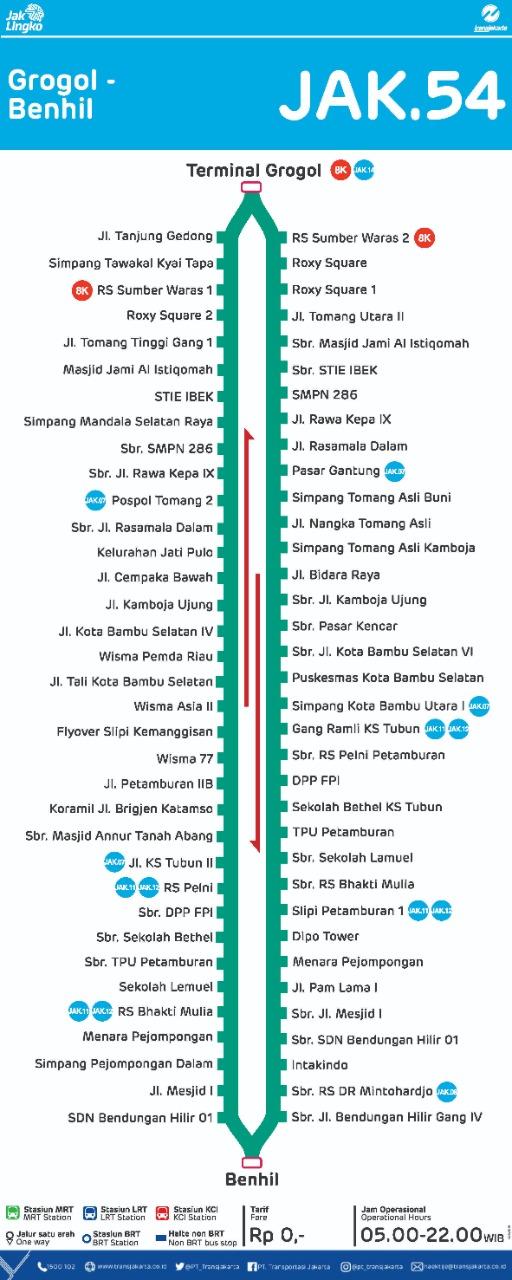 Jak
Lingko
transjakarta
Grogol -
Benhil
JAK.54
Terminal Grogol 8K JAK.14
Jl. Tanjung Gedong
Simpang Tawakal Kyai Tapa
8K RS Sumber Waras 1
Roxy Square 2
Jl. Tomang Tinggi Gang 1
Masjid Jami Al Istiqomah
STIE IBEK
Simpang Mandala Selatan Raya
Sbr. SMPN 286
Sbr. Jl. Rawa Kepa IX
JAK.07 Pospol Tomang 2
Sbr. Jl. Rasamala Dalam
Kelurahan Jati Pulo
Jl. Cempaka Bawah
Jl. Kamboja Ujung
Jl. Kota Bambu Selatan IV
Wisma Pemda Riau
Jl. Tali Kota Bambu Selatan
Wisma Asia II
Flyover Slipi Kemanggisan
Wisma 77
Jl. Petamburan IIB
Koramil Jl. Brigjen Katamso
Sbr. Masjid Annur Tanah Abang
JAK.07 Jl. KS Tubun II
JAK.11 JAK.12 RS Pelni
Sbr. DPP FPI
Sbr. Sekolah Bethel
Sbr. TPU Petamburan
Sekolah Lemuel
JAK.11 JAK.12 RS Bhakti Mulia
Menara Pejompongan
Simpang Pejompongan Dalam
Jl. Mesjid I
SDN Bendungan Hilir 01
RS Sumber Waras 2 8K
Roxy Square
Roxy Square 1
Jl. Tomang Utara II
Sbr. Masjid Jami Al Istiqomah
Sbr. STIE IBEK
SMPN 286
Jl. Rawa Kepa IX
Jl. Rasamala Dalam
Pasar Gantung JAK.07
Simpang Tomang Asli Buni
Jl. Nangka Tomang Asli
Simpang Tomang Asli Kamboja
Jl. Bidara Raya
Sbr. Jl. Kamboja Ujung
Sbr. Pasar Kencar
Sbr. Jl. Kota Bambu Selatan VI
Puskesmas Kota Bambu Selatan
Simpang Kota Bambu Utara I JAK.07
Gang Ramli KS Tubun JAK.11 JAK.12
Sbr. RS Pelni Petamburan
DPP FPI
Sekolah Bethel KS Tubun
TPU Petamburan
Sbr. Sekolah Lamuel
Sbr. RS Bhakti Mulia
Slipi Petamburan 1 JAK.11 JAK.12
Dipo Tower
Menara Pejompongan
Jl. Pam Lama I
Sbr. Jl. Mesjid I
Sbr. SDN Bendungan Hilir 01
Intakindo
Sbr. RS DR Mintohardjo
Sbr. Jl. Bendungan Hilir Gang IV
Benhil
Stasiun MRT
MRT Station
Stasiun LRT
LRT Station
Stasiun KCI
KCI Station
Jalur satu arah
One way
Stasiun BRT
BRT Station
Halte non BRT
Non BRT bus stop
Tarif
Fare
Rp 0,-
Jam Operasional
Operational Hours
05.00-22.00 WIB
1500 102
www.transjakarta.co.id
@PT_Transjakarta
PT. Transportasi Jakarta
@pt_transjakarta